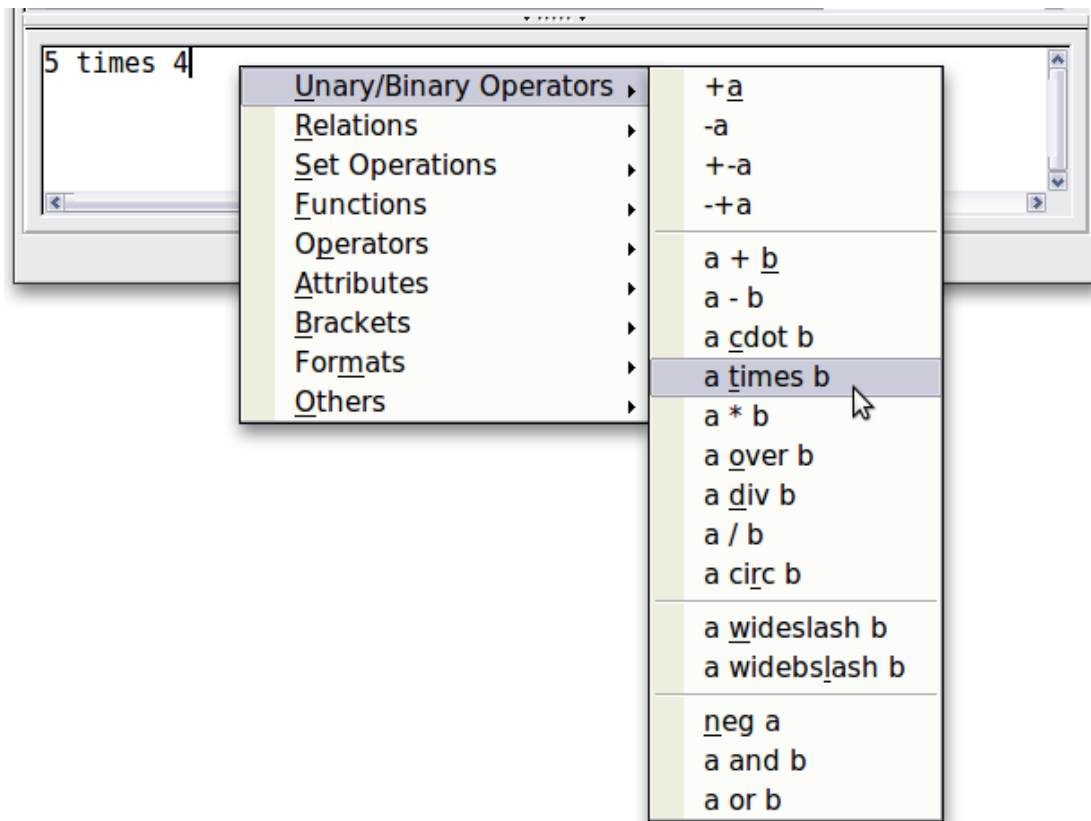 5 times 4
Unary/Binary Operators
Relations
Set Operations
Functions
Operators
Attributes
Brackets
Formats
Others
+a
-a
+-a
-+a
a + b
a - b
a cdot b
a times b
a * b
a over b
a div b
a / b
a circ b
a wideslash b
a widebslash b
neg a
a and b
a or b